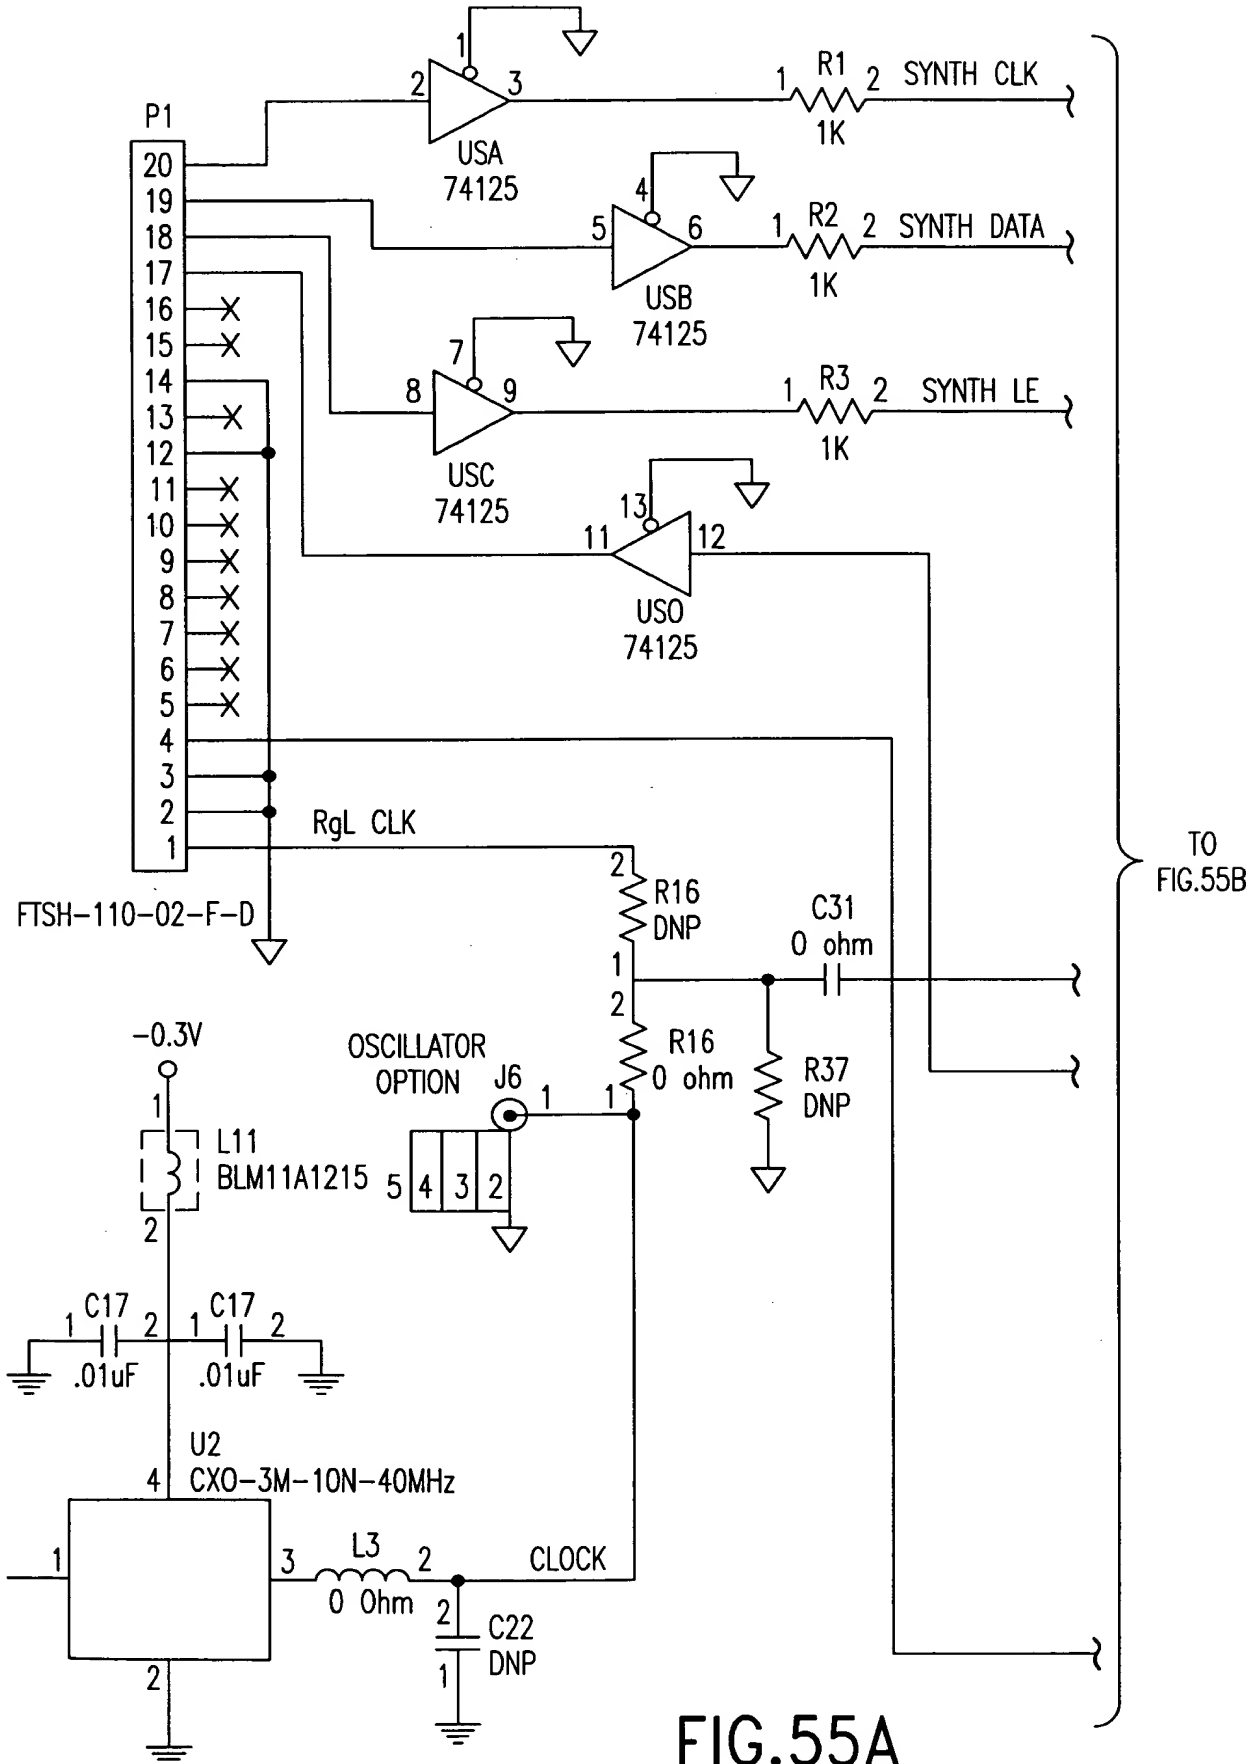 1
2
3
R1
1
2
SYNTH CLK
1K
USA
74125
P1
20
19
18
17
16
15
14
13
12
11
10
9
8
7
6
5
4
3
2
1
FTSH-110-02-F-D
4
5
6
R2
1
2
SYNTH DATA
1K
USB
74125
7
8
9
R3
1
2
SYNTH LE
1K
USC
74125
13
11
12
USO
74125
RgL CLK
TO
FIG.55B
2
R16
DNP
1
C31
0 ohm
2
R16
0 ohm
1
R37
DNP
-0.3V
1
L11
BLM11A1215
2
OSCILLATOR
OPTION
J6
1
5
4
3
2
C17
1
2
.01uF
C17
1
2
.01uF
U2
CXO-3M-10N-40MHz
4
1
3
2
L3
2
0 Ohm
CLOCK
2
C22
DNP
1
FIG.55A